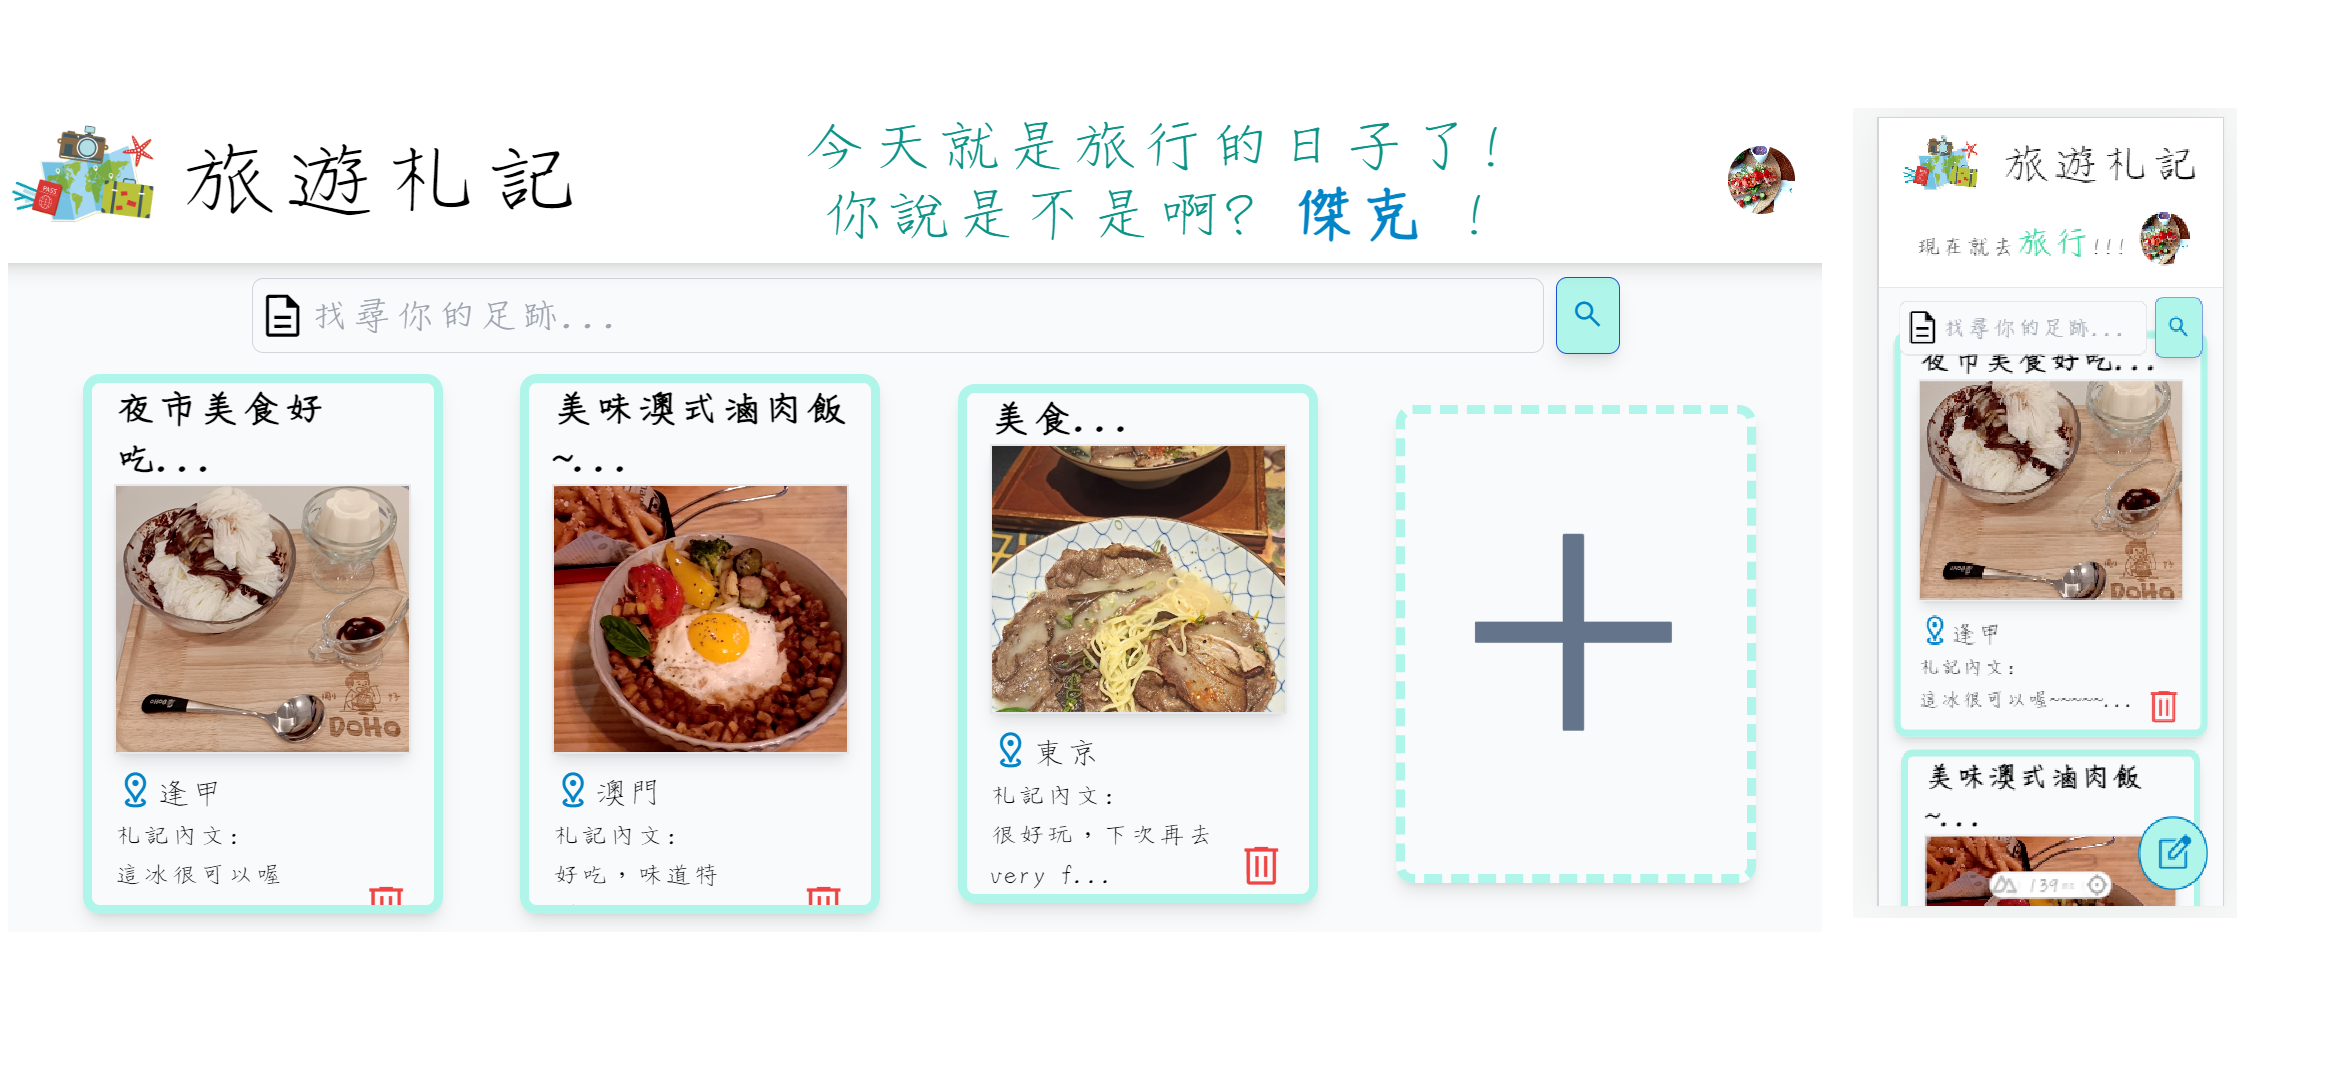 旅遊札記
今天就是旅行的日子了!
你說是不是啊? 傑克 !
找尋你的足跡...
夜市美食好
吃...
DoHo
逢甲
札記內文:
這冰很可以喔
美味澳式滷肉飯
~...
澳門
札記內文:
好吃,味道特
美食...
東京
札記內文:
很好玩,下次再去
very f...
旅遊札記
現在就去旅行!!!
找尋你的足跡...
夜市美食好吃...
DoHo
逢甲
札記內文:
這冰很可以喔~~~~~...
美味澳式滷肉飯
~...
139